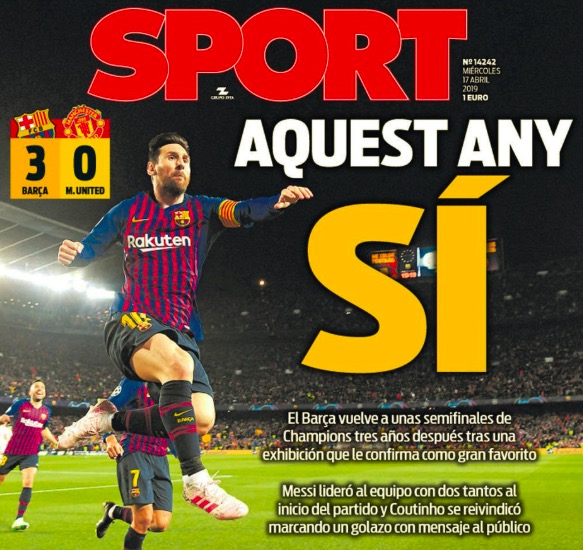 SPORT
GRUPO ZETA
Nº 14242
MIÉRCOLES
17 ABRIL
2019
1 EURO
3 0
BARÇA M. UNITED
AQUEST ANY
SÍ
Rakuten
10
BARÇA
7
El Barça vuelve a unas semifinales de
Champions tres años después tras una
exhibición que le confirma como gran favorito
Messi lideró al equipo con dos tantos al
inicio del partido y Coutinho se reivindicó
marcando un golazo con mensaje al público